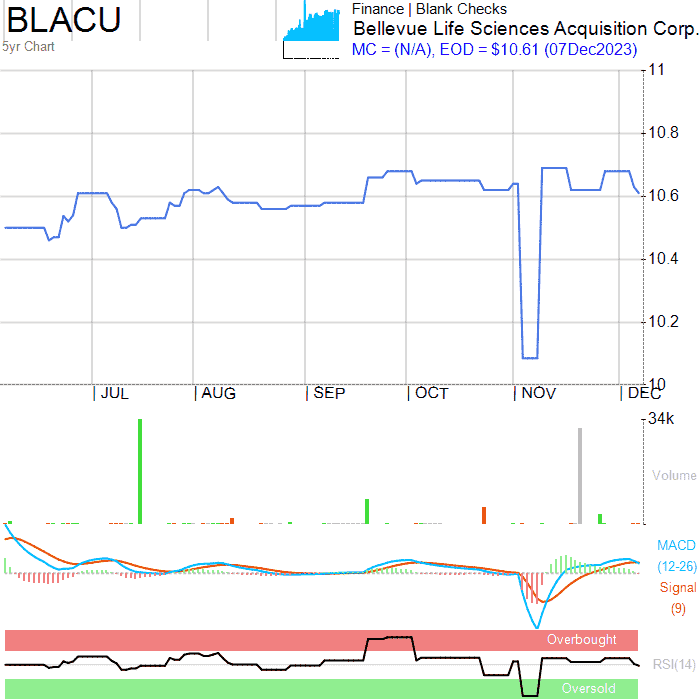 BLACU
5yr Chart
Finance | Blank Checks
Bellevue Life Sciences Acquisition Corp.
MC = (N/A), EOD = $10.61 (07Dec2023)
11
10.8
10.6
10.4
10.2
10
JUL AUG SEP OCT NOV DEC
34k
Volume
MACD
(12-26)
Signal
(9)
Overbought
RSI(14)
Oversold